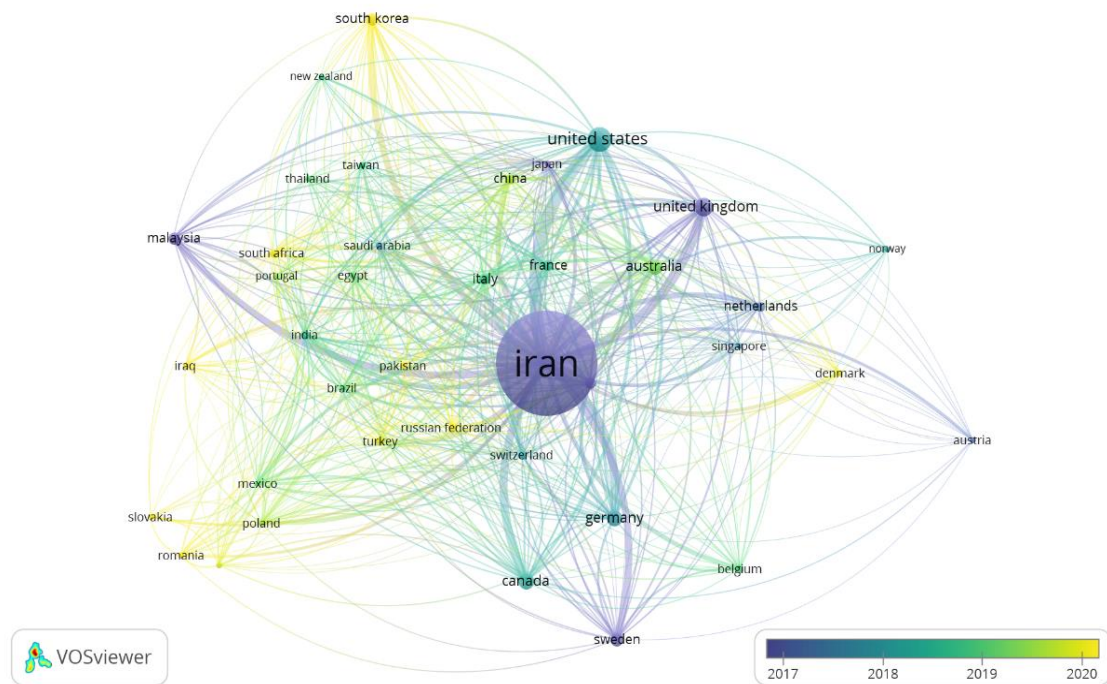 south korea
new zealand
united states
japan
taiwan
china
thailand
united kingdom
malaysia
saudi arabia
norway
south africa
france
australia
portugal
egypt
italy
netherlands
india
singapore
iran
iraq
pakistan
denmark
brazil
russian federation
turkey
austria
switzerland
mexico
slovakia
poland
germany
romania
belgium
canada
sweden
VOSviewer
2017 2018 2019 2020